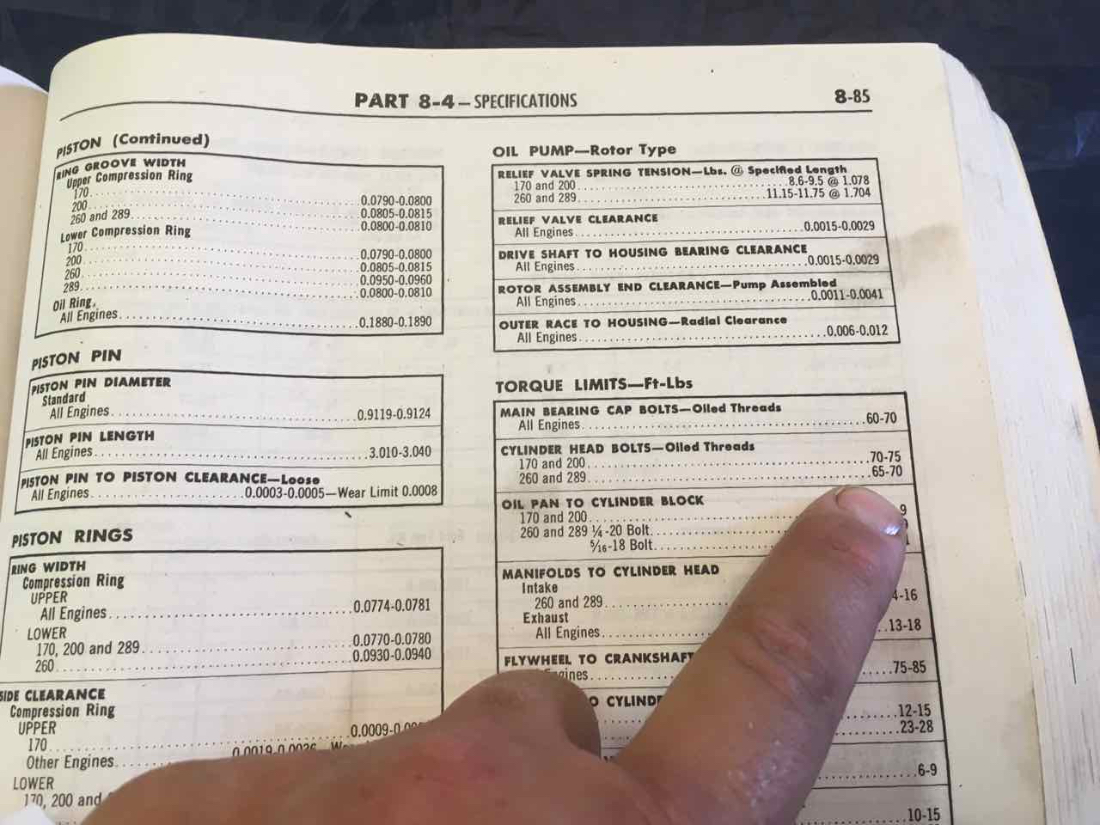 PART 8-4—SPECIFICATIONS
8-85
PISTON (Continued)
RING GROOVE WIDTH
Upper Compression Ring
170 0.0790-0.0800
200 0.0805-0.0815
260 and 289 0.0800-0.0810
Lower Compression Ring
170 0.0790-0.0800
200 0.0805-0.0815
260 0.0950-0.0960
289 0.0800-0.0810
Oil Ring
All Engines 0.1880-0.1890
PISTON PIN
PISTON PIN DIAMETER
Standard
All Engines 0.9119-0.9124
PISTON PIN LENGTH
All Engines 3.010-3.040
PISTON PIN TO PISTON CLEARANCE—Loose
All Engines 0.0003-0.0005—Wear Limit 0.0008
PISTON RINGS
RING WIDTH
Compression Ring
UPPER
All Engines 0.0774-0.0781
LOWER
170, 200 and 289 0.0770-0.0780
260 0.0930-0.0940
SIDE CLEARANCE
Compression Ring
UPPER
170 0.0009-0
Other Engines
LOWER
170, 200 and
OIL PUMP—Rotor Type
RELIEF VALVE SPRING TENSION—Lbs. @ Specified Length
170 and 200 8.6-9.5 @ 1.078
260 and 289 11.15-11.75 @ 1.704
RELIEF VALVE CLEARANCE
All Engines 0.0015-0.0029
DRIVE SHAFT TO HOUSING BEARING CLEARANCE
All Engines 0.0015-0.0029
ROTOR ASSEMBLY END CLEARANCE—Pump Assembled
All Engines 0.0011-0.0041
OUTER RACE TO HOUSING—Radial Clearance
All Engines 0.006-0.012
TORQUE LIMITS—Ft-Lbs
MAIN BEARING CAP BOLTS—Oiled Threads
All Engines 60-70
CYLINDER HEAD BOLTS—Oiled Threads
170 and 200 70-75
260 and 289 65-70
OIL PAN TO CYLINDER BLOCK
170 and 200 9
260 and 289 ¼-20 Bolt
5/16-18 Bolt
MANIFOLDS TO CYLINDER HEAD
Intake
260 and 289 -16
Exhaust
All Engines 13-18
FLYWHEEL TO CRANKSHAFT
75-85
12-15
23-28
6-9
10-15